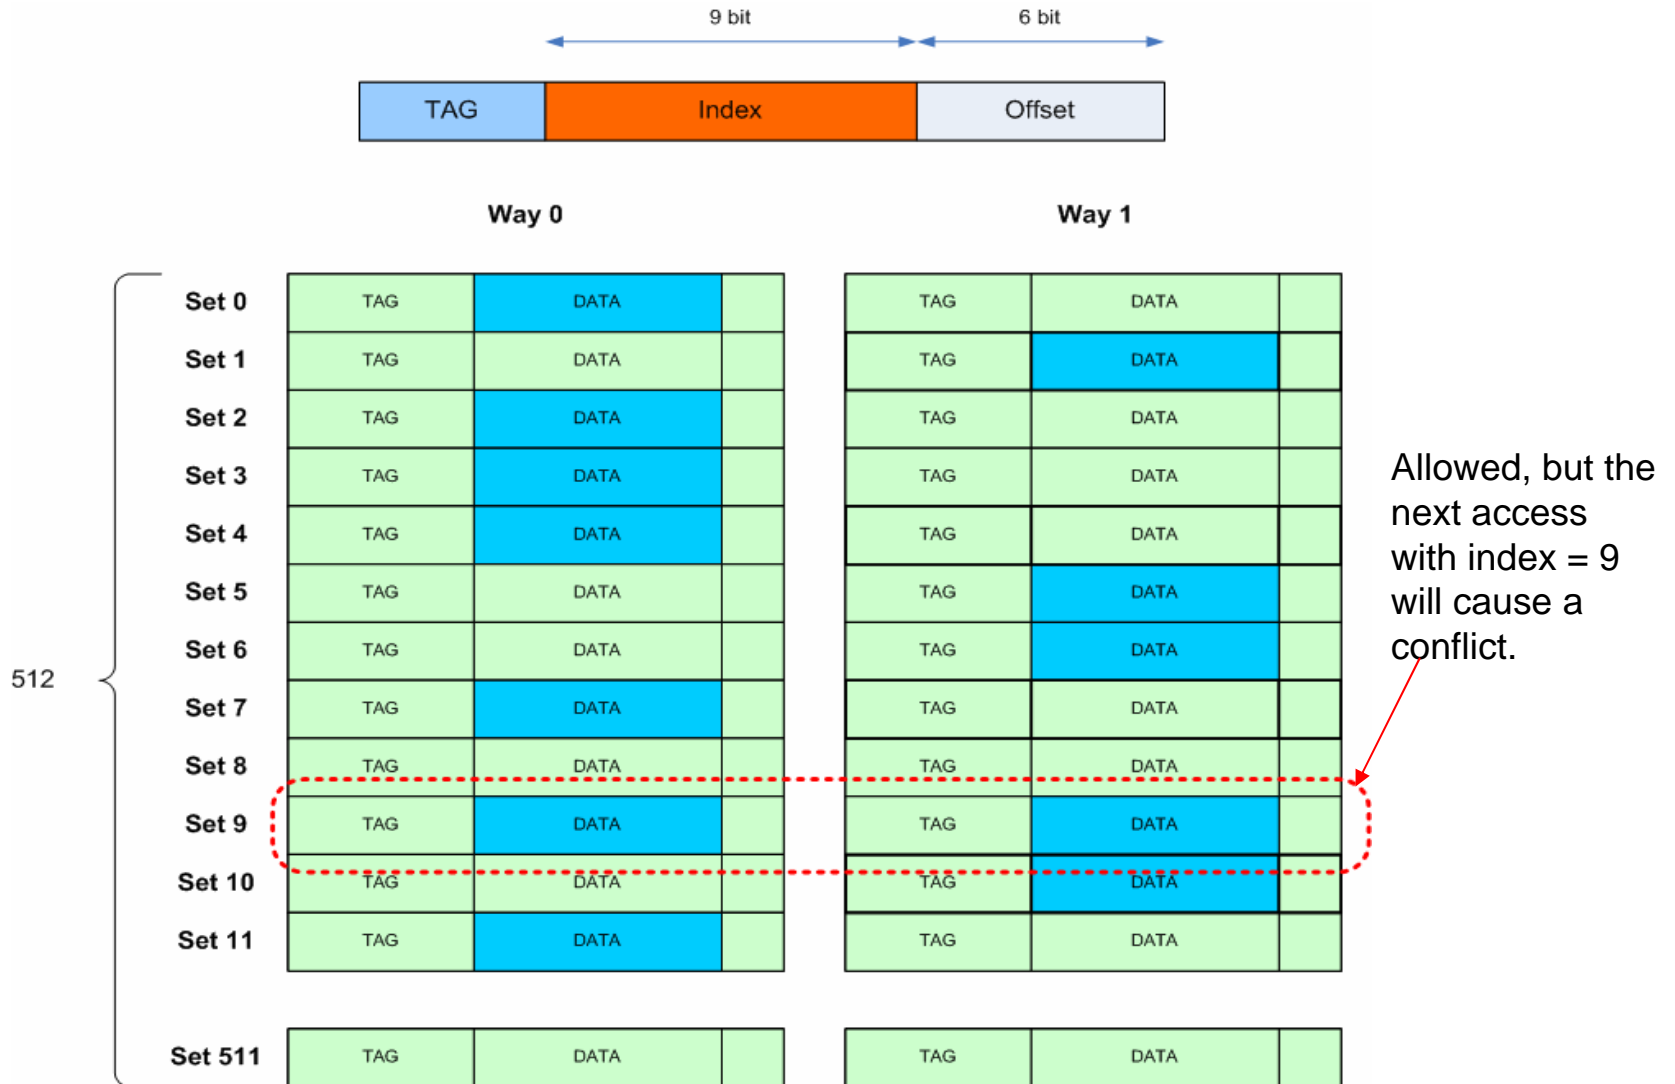 9 bit 6 bit
TAG Index Offset
Way 0 Way 1
Set 0 TAG DATA TAG DATA
Set 1 TAG DATA TAG DATA
Set 2 TAG DATA TAG DATA
Set 3 TAG DATA TAG DATA
Set 4 TAG DATA TAG DATA
Set 5 TAG DATA TAG DATA
Set 6 TAG DATA TAG DATA
Set 7 TAG DATA TAG DATA
Set 8 TAG DATA TAG DATA
Set 9 TAG DATA TAG DATA
Set 10 TAG DATA TAG DATA
Set 11 TAG DATA TAG DATA
Set 511 TAG DATA TAG DATA
512
Allowed, but the
next access
with index = 9
will cause a
conflict.